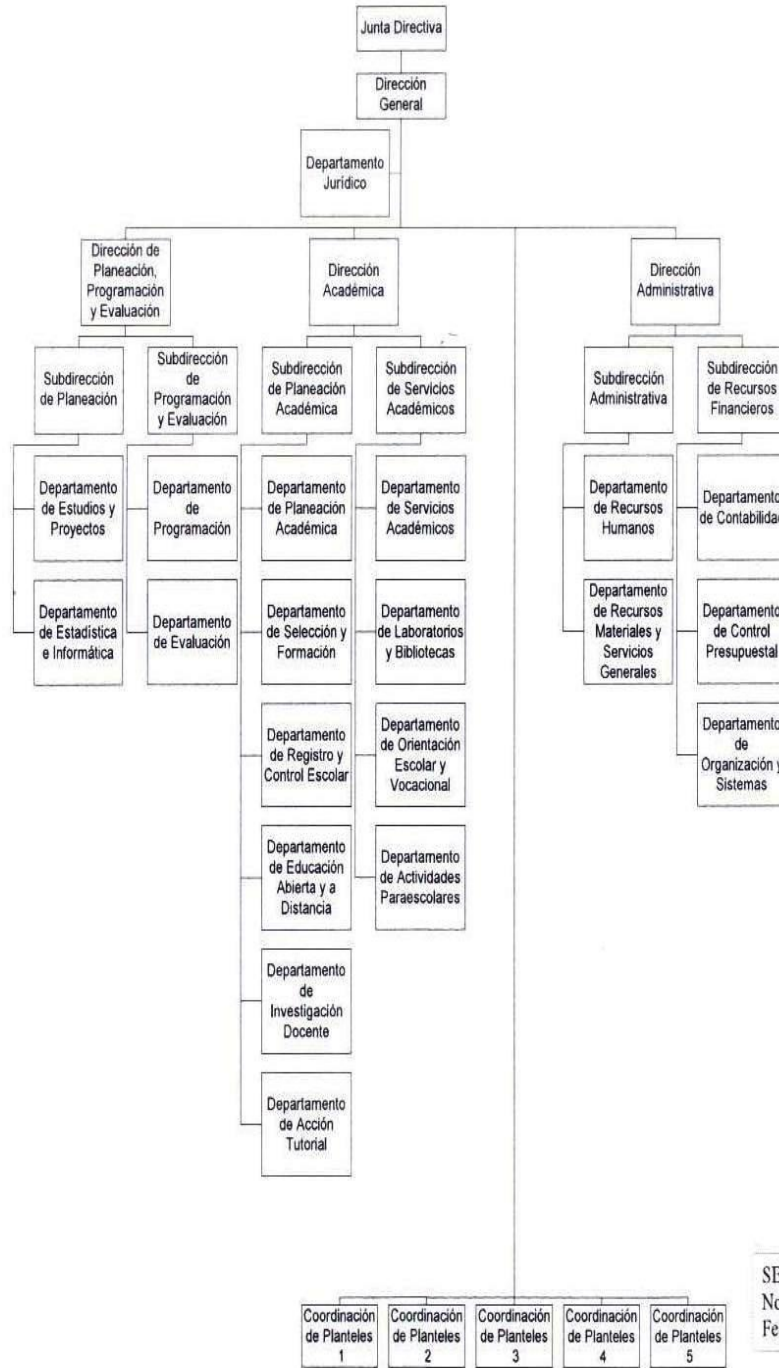 Junta Directiva
Dirección
General
Departamento
Jurídico
Dirección de
Planeación,
Programación
y Evaluación
Dirección
Académica
Dirección
Administrativa
Subdirección
de Planeación
Subdirección
de
Programación
y Evaluación
Subdirección
de Planeación
Académica
Subdirección
de Servicios
Académicos
Subdirección
Administrativa
Subdirección
de Recursos
Financieros
Departamento
de Estudios y
Proyectos
Departamento
de
Programación
Departamento
de Planeación
Académica
Departamento
de Servicios
Académicos
Departamento
de Recursos
Humanos
Departamento
de Contabilidad
Departamento
de Estadística
e Informática
Departamento
de Evaluación
Departamento
de Selección y
Formación
Departamento
de Laboratorios
y Bibliotecas
Departamento
de Recursos
Materiales y
Servicios
Generales
Departamento
de Control
Presupuestal
Departamento
de Registro y
Control Escolar
Departamento
de Orientación
Escolar y
Vocacional
Departamento
de
Organización y
Sistemas
Departamento
de Educación
Abierta y a
Distancia
Departamento
de Actividades
Paraescolares
Departamento
de
Investigación
Docente
Departamento
de Acción
Tutorial
Coordinación
de Planteles
1
Coordinación
de Planteles
2
Coordinación
de Planteles
3
Coordinación
de Planteles
4
Coordinación
de Planteles
5